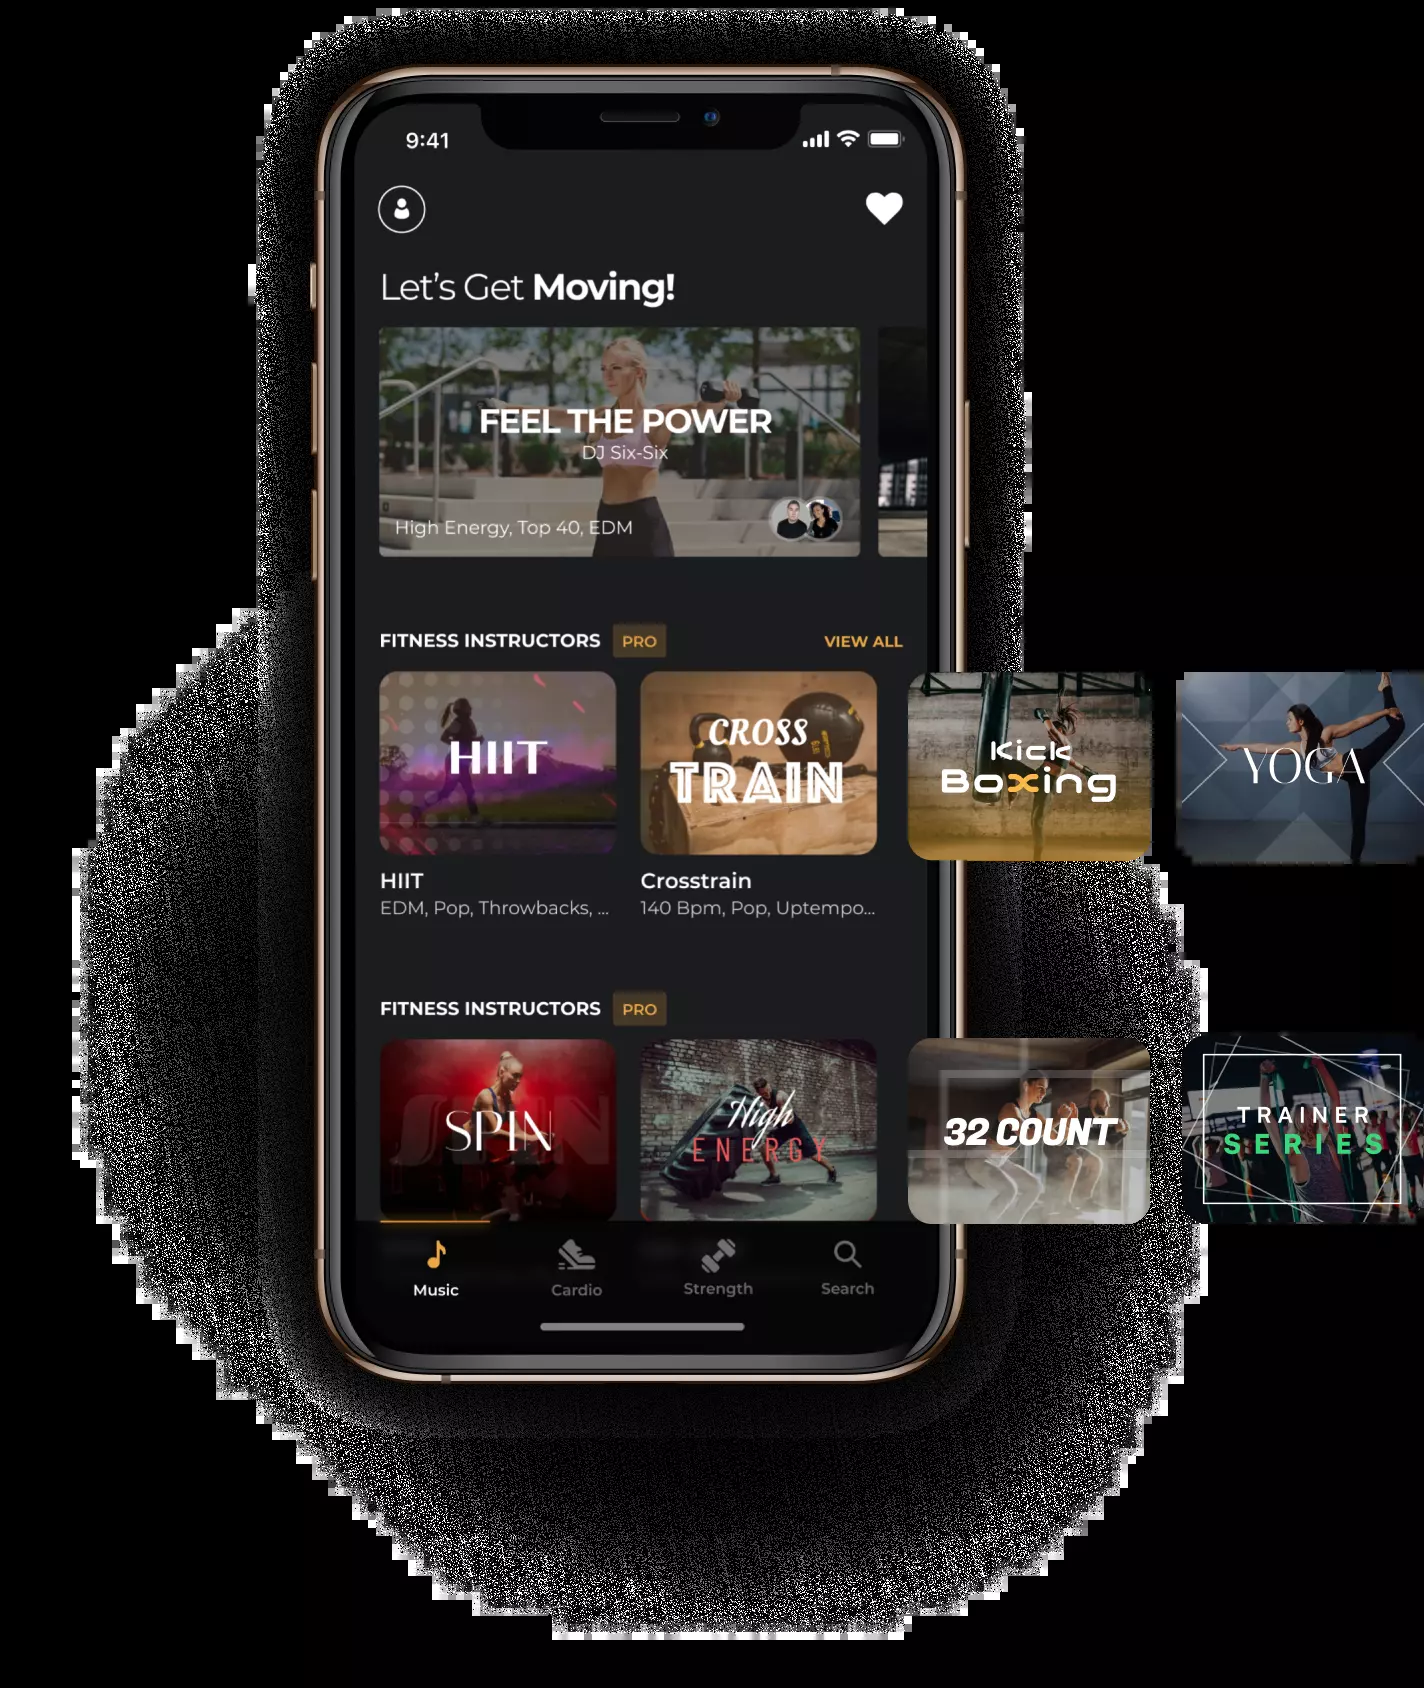 9:41
Let's Get Moving!
FEEL THE POWER
DJ Six-Six
High Energy, Top 40, EDM
FITNESS INSTRUCTORS PRO VIEW ALL
HIIT
CROSS
TRAIN
Kick
Boxing
YOGA
HIIT
EDM, Pop, Throwbacks, ...
Crosstrain
140 Bpm, Pop, Uptempo...
FITNESS INSTRUCTORS PRO
SPIN
High
ENERGY
32 COUNT
TRAINER
SERIES
Music
Cardio
Strength
Search